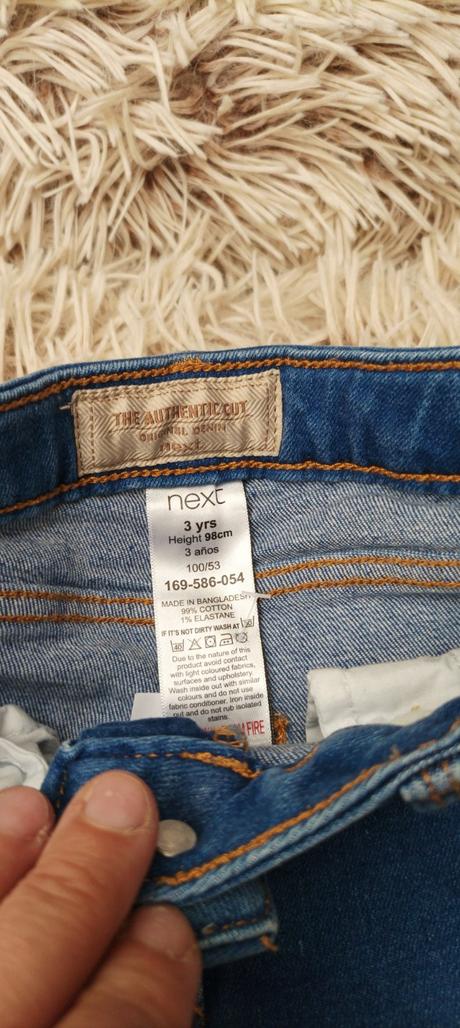 THE AUTHENTIC CUT
ORIGINAL DENIM
next
next
3 yrs
Height 98cm
3 años
100/53
169-586-054
MADE IN BANGLADESH
99% COTTON
1% ELASTANE
IF IT'S NOT DIRTY WASH AT 30
40
Due to the nature of this
product avoid contact
with light coloured fabrics,
surfaces and upholstery.
Wash inside out with similar
colours and do not use
fabric conditioner. Iron inside
out and do not rub isolated
stains.
FIRE